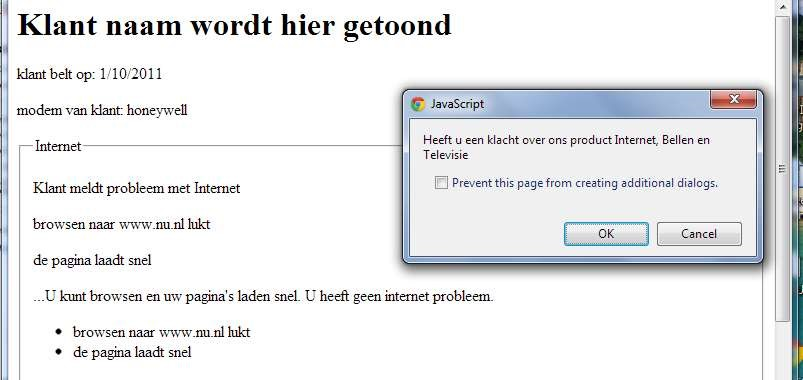 Klant naam wordt hier getoond
klant belt op: 1/10/2011
modem van klant: honeywell
Internet
Klant meldt probleem met Internet
browsen naar www.nu.nl lukt
de pagina laadt snel
...U kunt browsen en uw pagina's laden snel. U heeft geen internet probleem.
browsen naar www.nu.nl lukt
de pagina laadt snel
JavaScript
Heeft u een klacht over ons product Internet, Bellen en
Televisie
Prevent this page from creating additional dialogs.
OK
Cancel